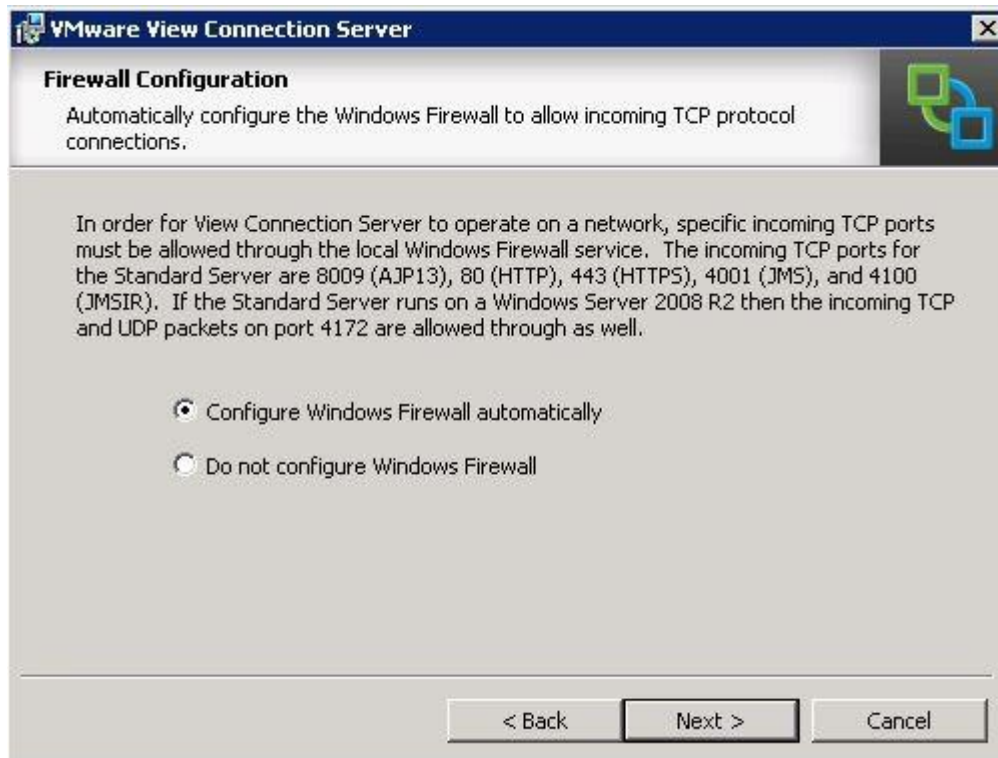 VMware View Connection Server
Firewall Configuration
Automatically configure the Windows Firewall to allow incoming TCP protocol
connections.
In order for View Connection Server to operate on a network, specific incoming TCP ports
must be allowed through the local Windows Firewall service.  The incoming TCP ports for
the Standard Server are 8009 (AJP13), 80 (HTTP), 443 (HTTPS), 4001 (JMS), and 4100
(JMSIR).  If the Standard Server runs on a Windows Server 2008 R2 then the incoming TCP
and UDP packets on port 4172 are allowed through as well.
Configure Windows Firewall automatically
Do not configure Windows Firewall
< Back Next > Cancel